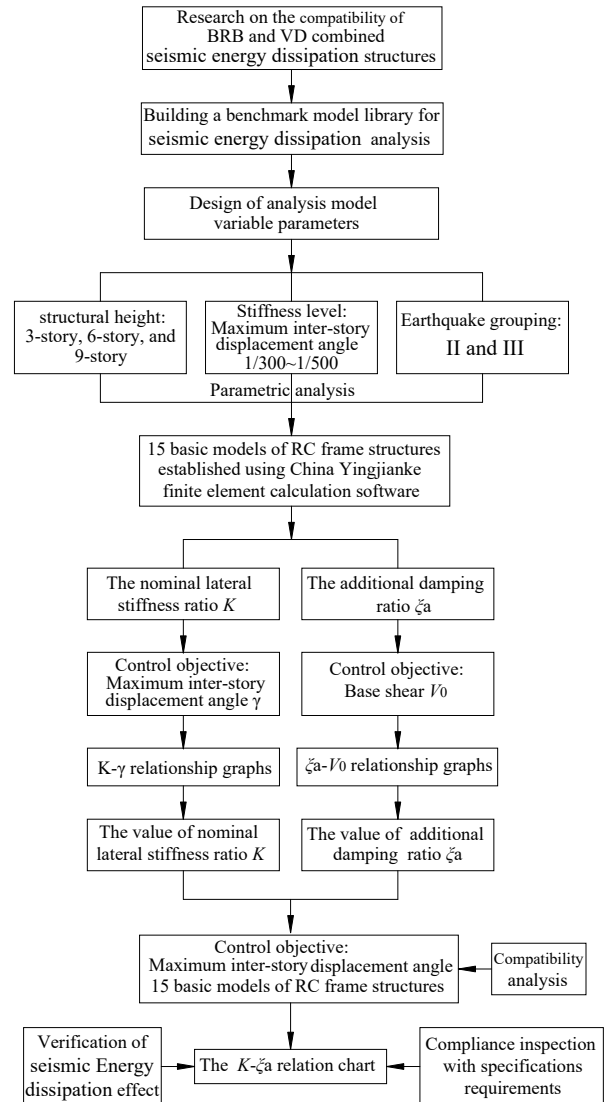 Research on the compatibility of
BRB and VD combined
seismic energy dissipation structures
Building a benchmark model library for
seismic energy dissipation analysis
Design of analysis model
variable parameters
structural height:
3-story, 6-story, and
9-story
Stiffness level:
Maximum inter-story
displacement angle
1/300~1/500
Earthquake grouping:
II and III
Parametric analysis
15 basic models of RC frame structures
established using China Yingjianke
finite element calculation software
The nominal lateral
stiffness ratio K
The additional damping
ratio ξa
Control objective:
Maximum inter-story
displacement angle γ
Control objective:
Base shear V0
K-γ relationship graphs
ξa-V0 relationship graphs
The value of nominal
lateral stiffness ratio K
The value of additional
damping ratio ξa
Control objective:
Maximum inter-story displacement angle
15 basic models of RC frame structures
Compatibility
analysis
Verification of
seismic Energy
dissipation effect
The K-ξa relation chart
Compliance inspection
with specifications
requirements